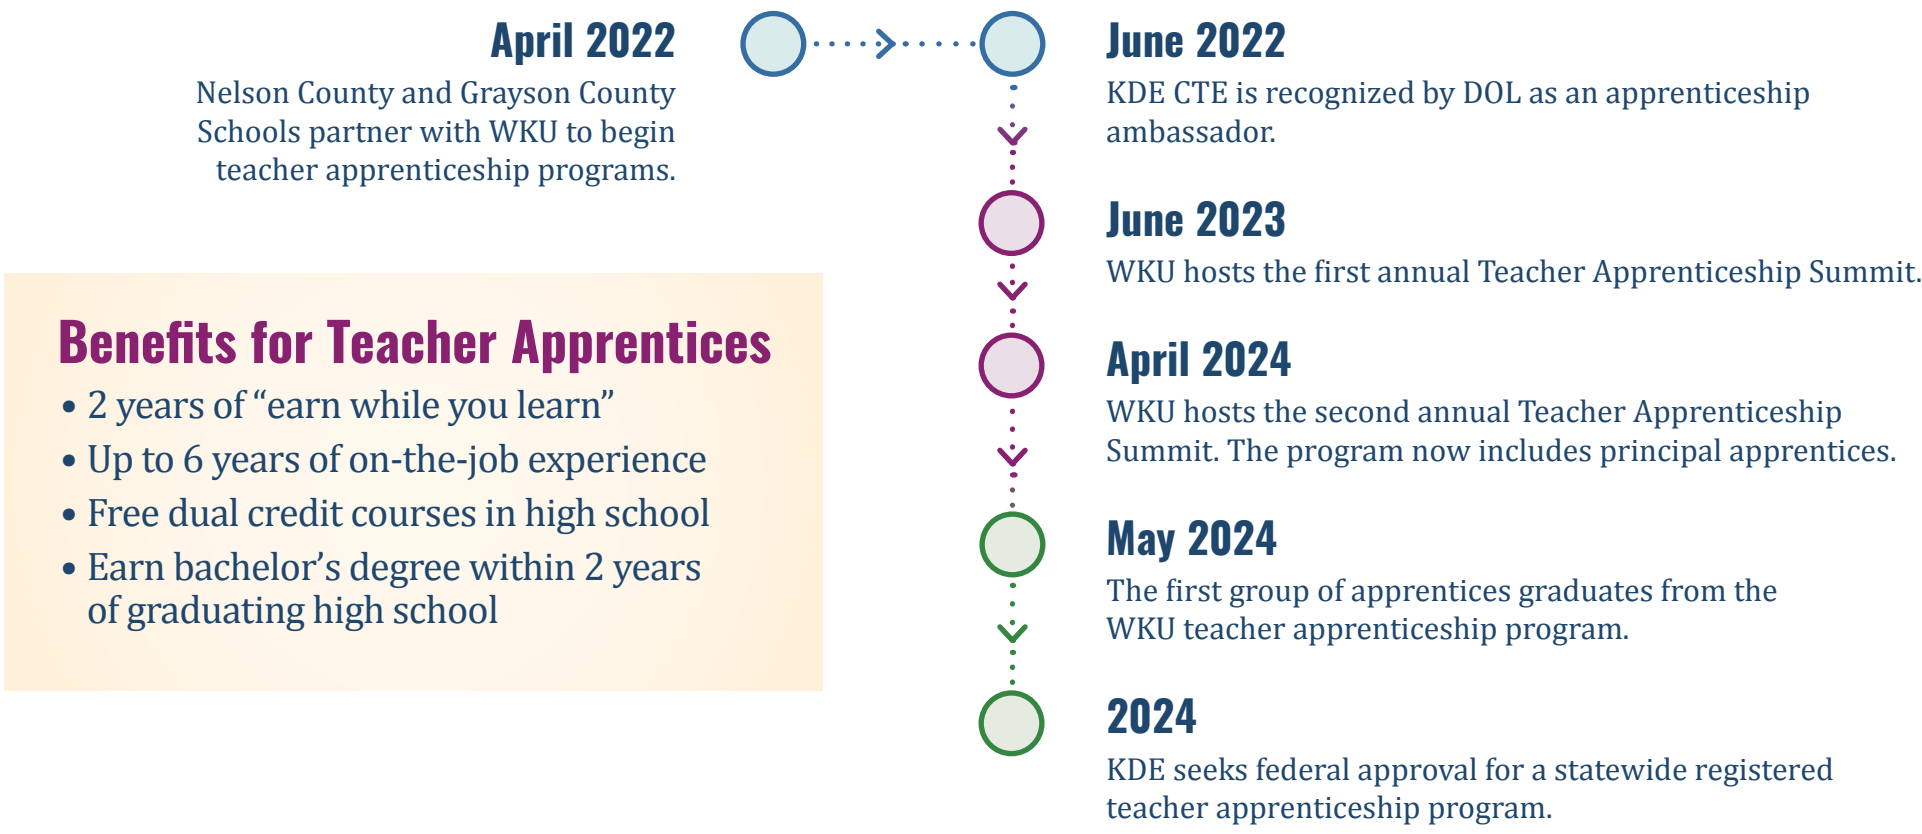 April 2022
Nelson County and Grayson County
Schools partner with WKU to begin
teacher apprenticeship programs.
June 2022
KDE CTE is recognized by DOL as an apprenticeship
ambassador.
June 2023
WKU hosts the first annual Teacher Apprenticeship Summit.
April 2024
WKU hosts the second annual Teacher Apprenticeship
Summit. The program now includes principal apprentices.
May 2024
The first group of apprentices graduates from the
WKU teacher apprenticeship program.
2024
KDE seeks federal approval for a statewide registered
teacher apprenticeship program.
Benefits for Teacher Apprentices
• 2 years of “earn while you learn”
• Up to 6 years of on-the-job experience
• Free dual credit courses in high school
• Earn bachelor’s degree within 2 years
of graduating high school